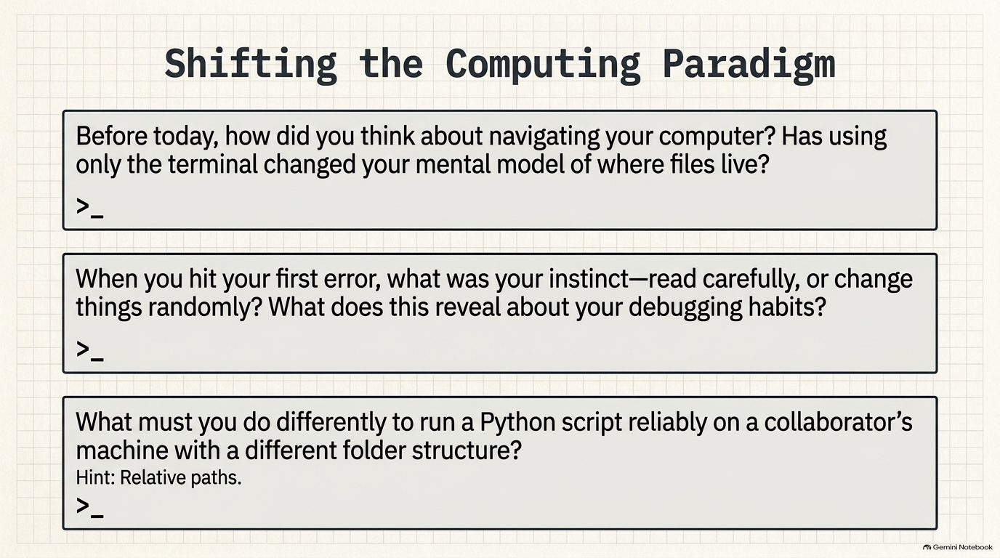 Shifting the Computing Paradigm
Before today, how did you think about navigating your computer? Has using
only the terminal changed your mental model of where files live?
>_
When you hit your first error, what was your instinct—read carefully, or change
things randomly? What does this reveal about your debugging habits?
>_
What must you do differently to run a Python script reliably on a collaborator’s
machine with a different folder structure?
Hint: Relative paths.
>_
Gemini Notebook